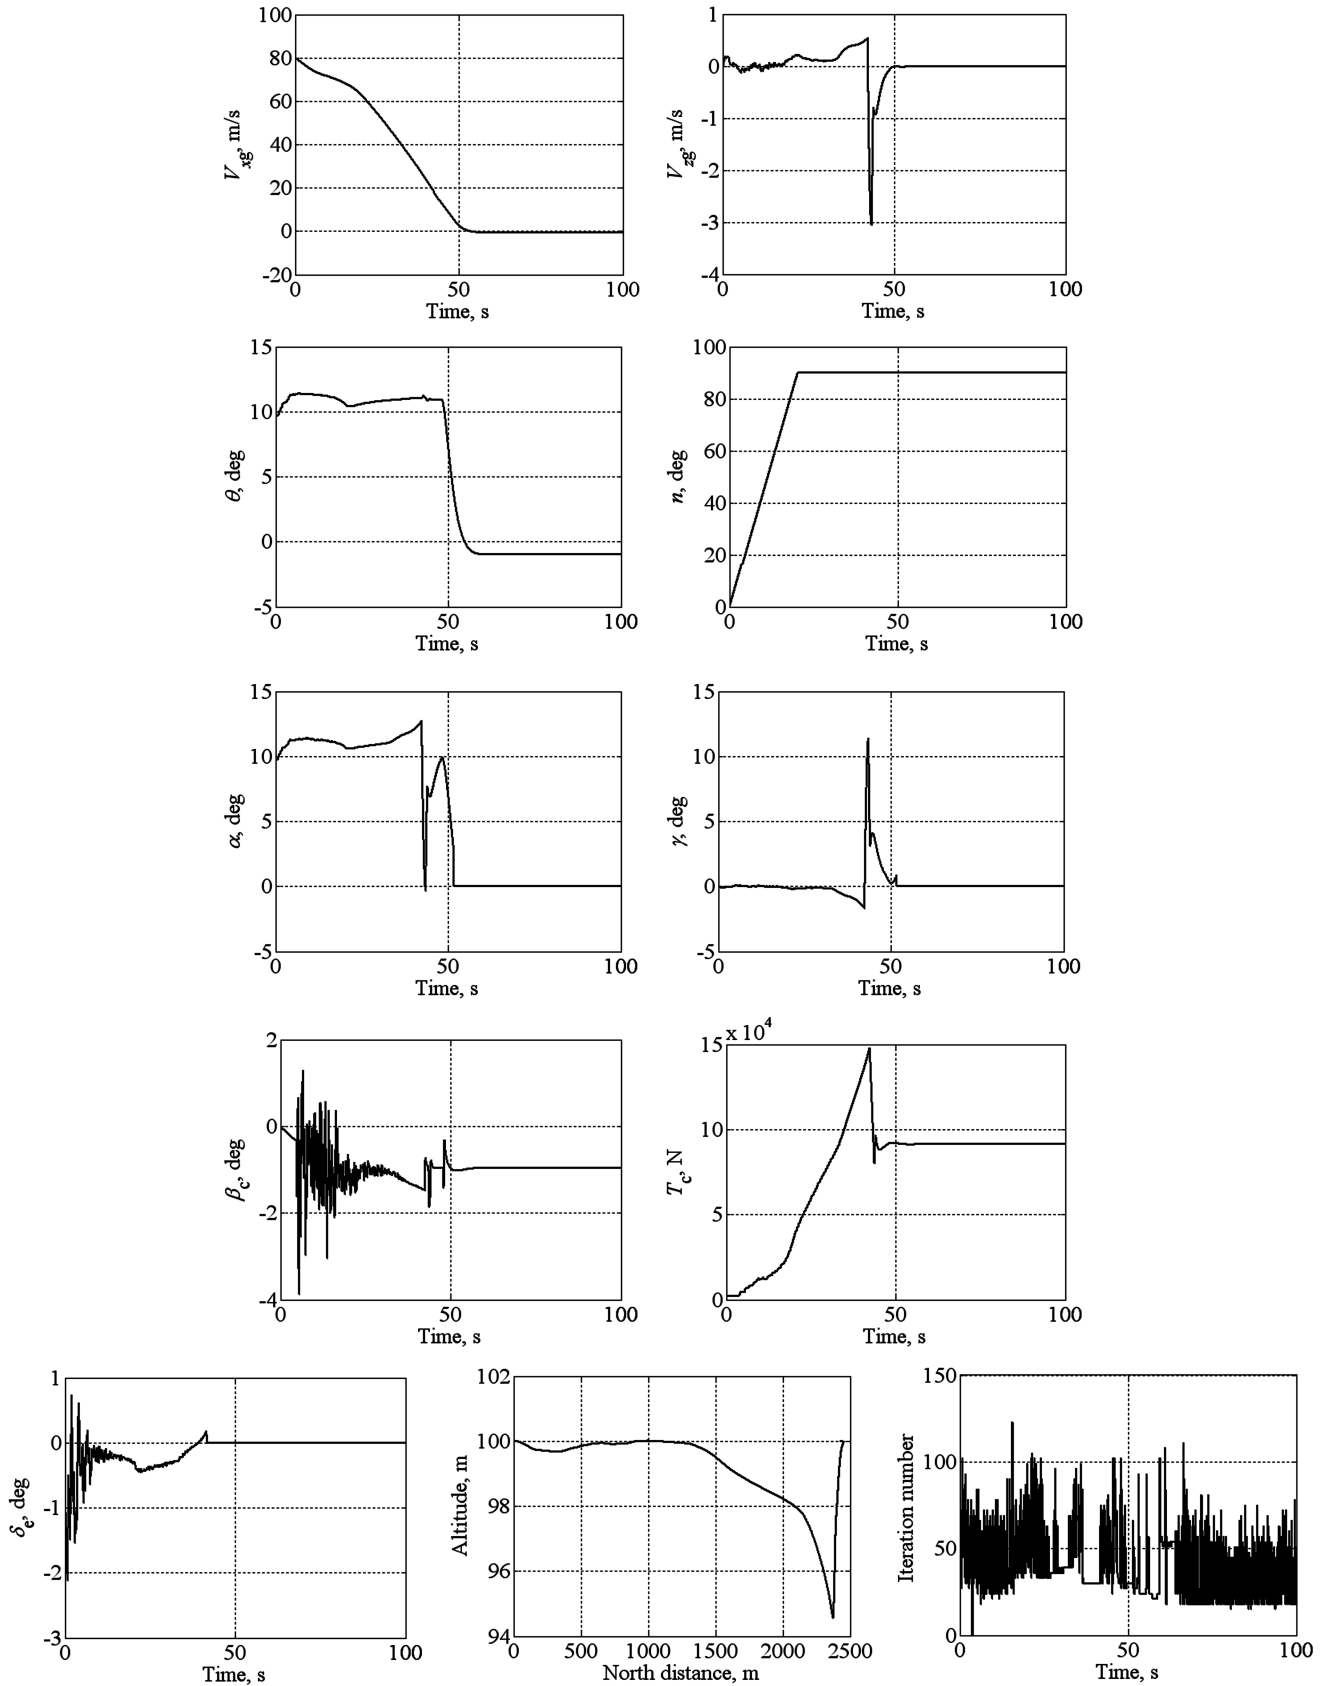 100
80
60
40
20
0
-20
0 50 100
V_xg, m/s
Time, s
1
0
-1
-2
-3
-4
0 50 100
V_zg, m/s
Time, s
15
10
5
0
-5
0 50 100
θ, deg
Time, s
100
80
60
40
20
0
0 50 100
n, deg
Time, s
15
10
5
0
-5
0 50 100
α, deg
Time, s
15
10
5
0
-5
0 50 100
γ, deg
Time, s
2
0
-2
-4
0 50 100
β_c, deg
Time, s
x 10^4
15
10
5
0
0 50 100
T_c, N
Time, s
1
0
-1
-2
-3
0 50 100
δ_e, deg
Time, s
102
100
98
96
94
0 500 1000 1500 2000 2500
Altitude, m
North distance, m
150
100
50
0
0 50 100
Iteration number
Time, s